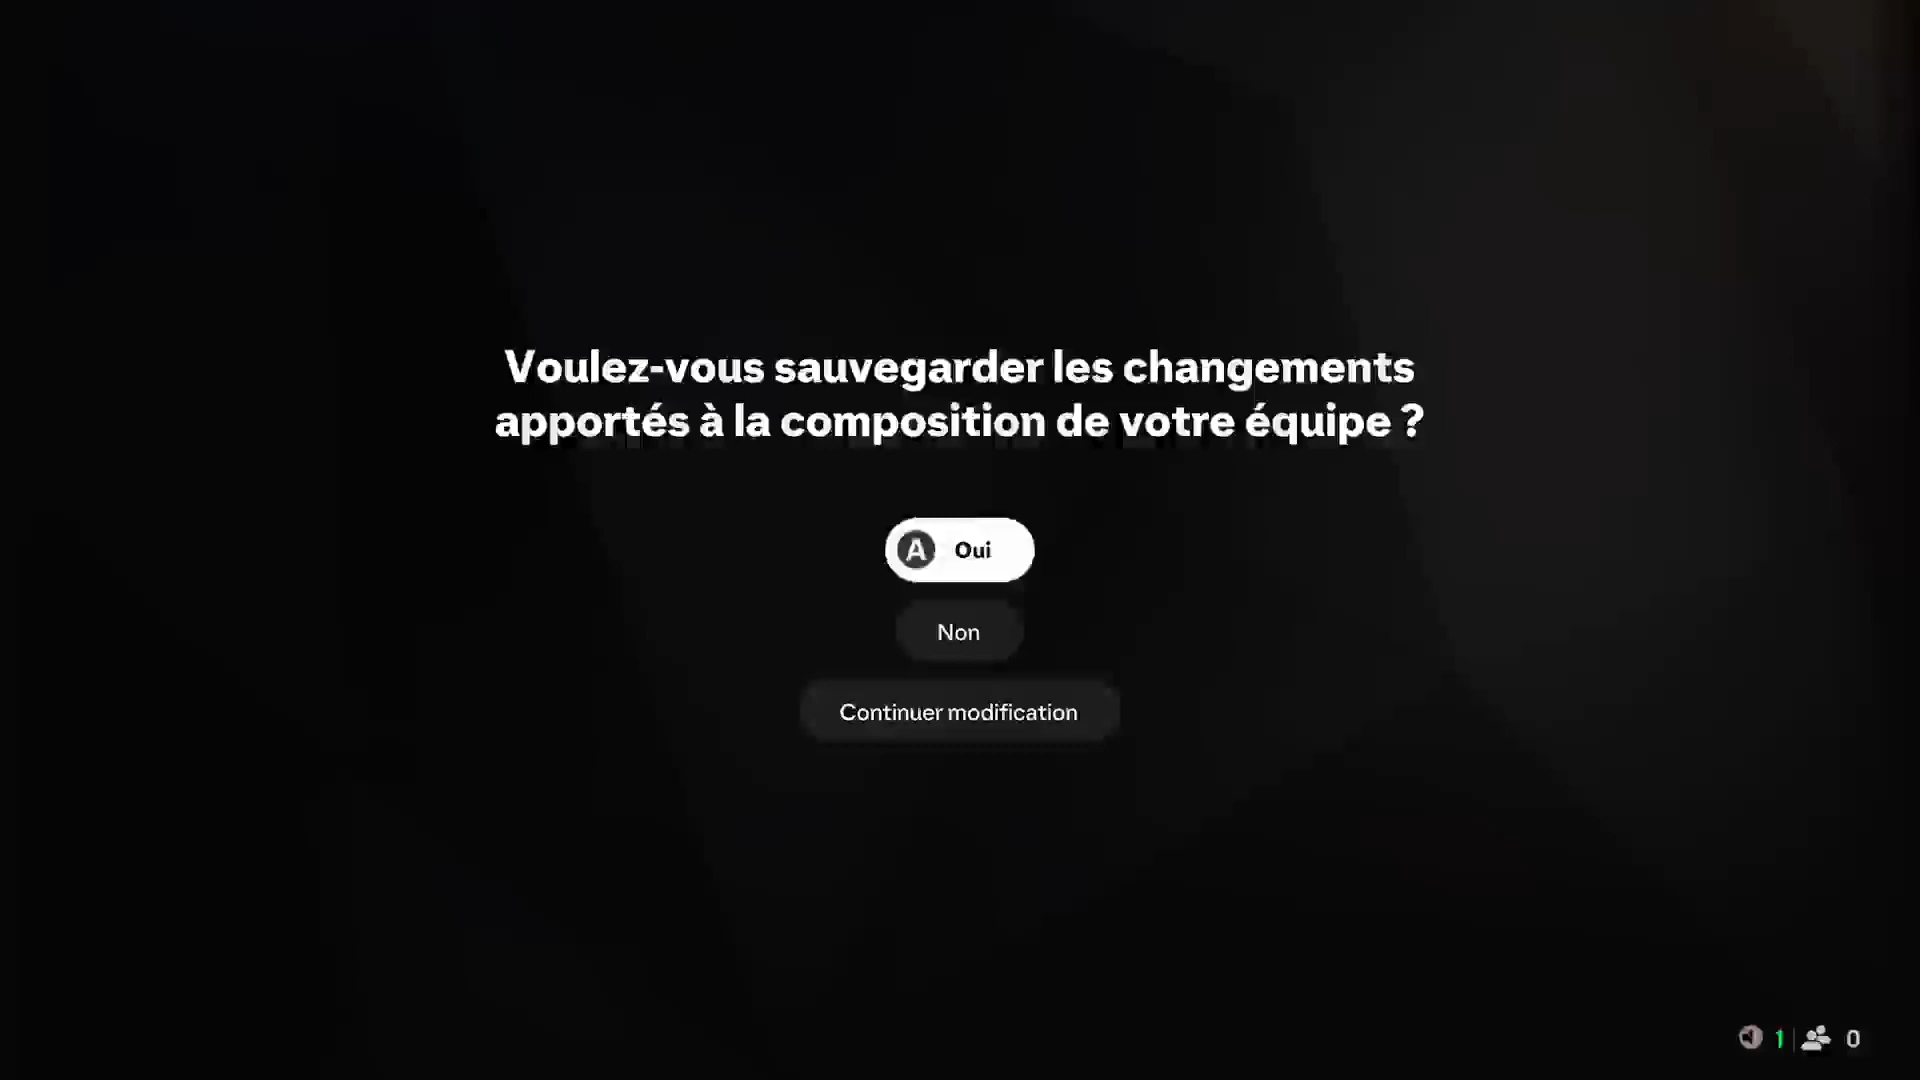 Voulez-vous sauvegarder les changements
apportés à la composition de votre équipe ?
A Oui
Non
Continuer modification
1 0